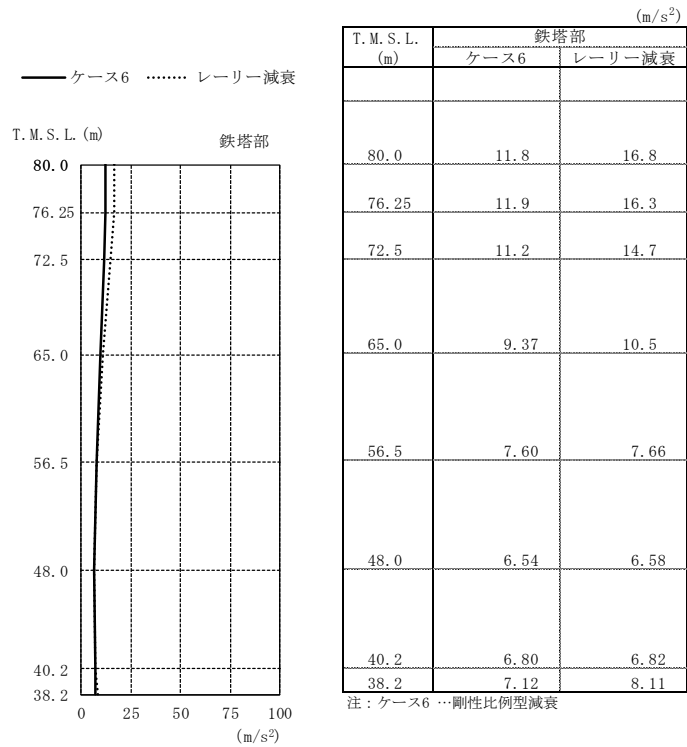 ケース6 レーリー減衰
T.M.S.L.(m) 鉄塔部
80.0
76.25
72.5
65.0
56.5
48.0
40.2
38.2
0 25 50 75 100
(m/s²)
(m/s²)
T.M.S.L.
(m) 鉄塔部
ケース6 レーリー減衰
80.0 11.8 16.8
76.25 11.9 16.3
72.5 11.2 14.7
65.0 9.37 10.5
56.5 7.60 7.66
48.0 6.54 6.58
40.2 6.80 6.82
38.2 7.12 8.11
注：ケース6 …剛性比例型減衰